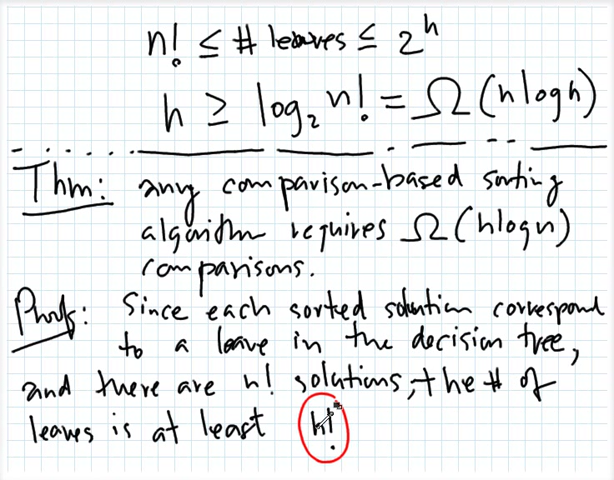 n! ≤ # leaves ≤ 2^h
h ≥ log₂ n! = Ω(n log n)
Thm: any comparison-based sorting
algorithm requires Ω(n log n)
comparisons.
Proof: Since each sorted solution correspond
to a leave in the decision tree,
and there are n! solutions, the # of
leaves is at least n!